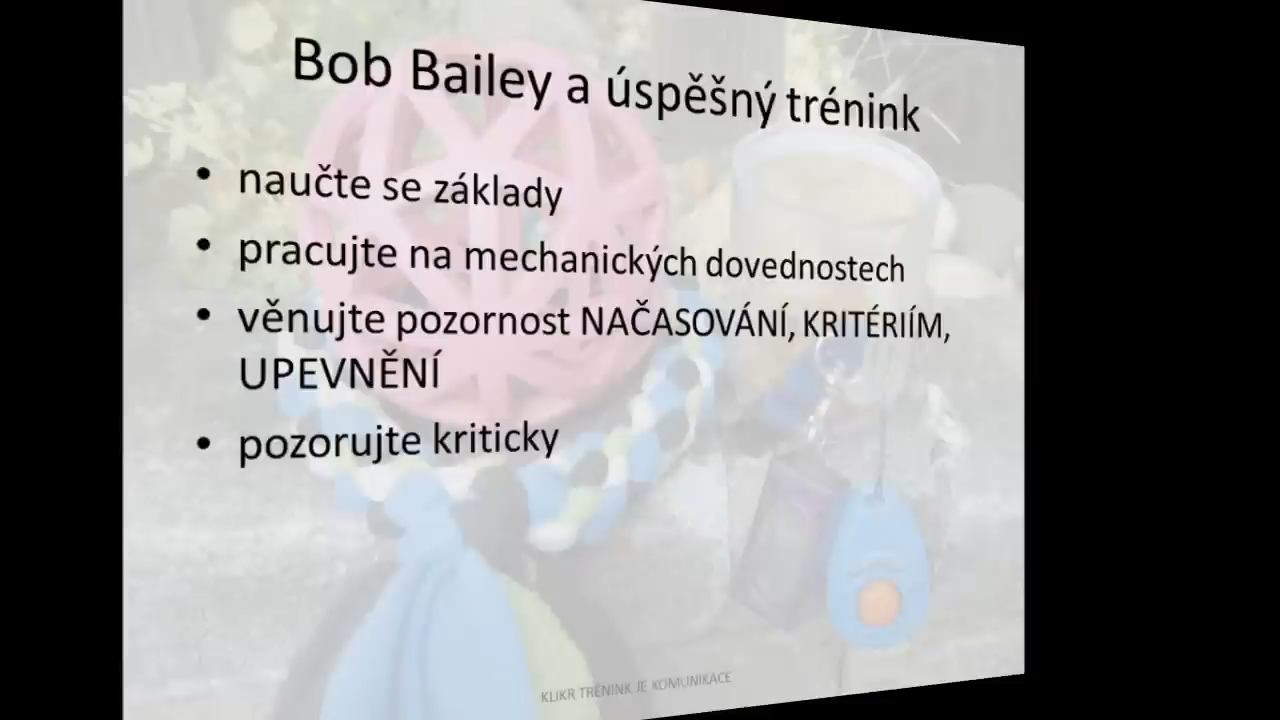 Bob Bailey a úspěšný trénink
• naučte se základy
• pracujte na mechanických dovednostech
• věnujte pozornost NAČASOVÁNÍ, KRITÉRIÍM,
UPEVNĚNÍ
• pozorujte kriticky
KLIKR TRÉNINK JE KOMUNIKACE